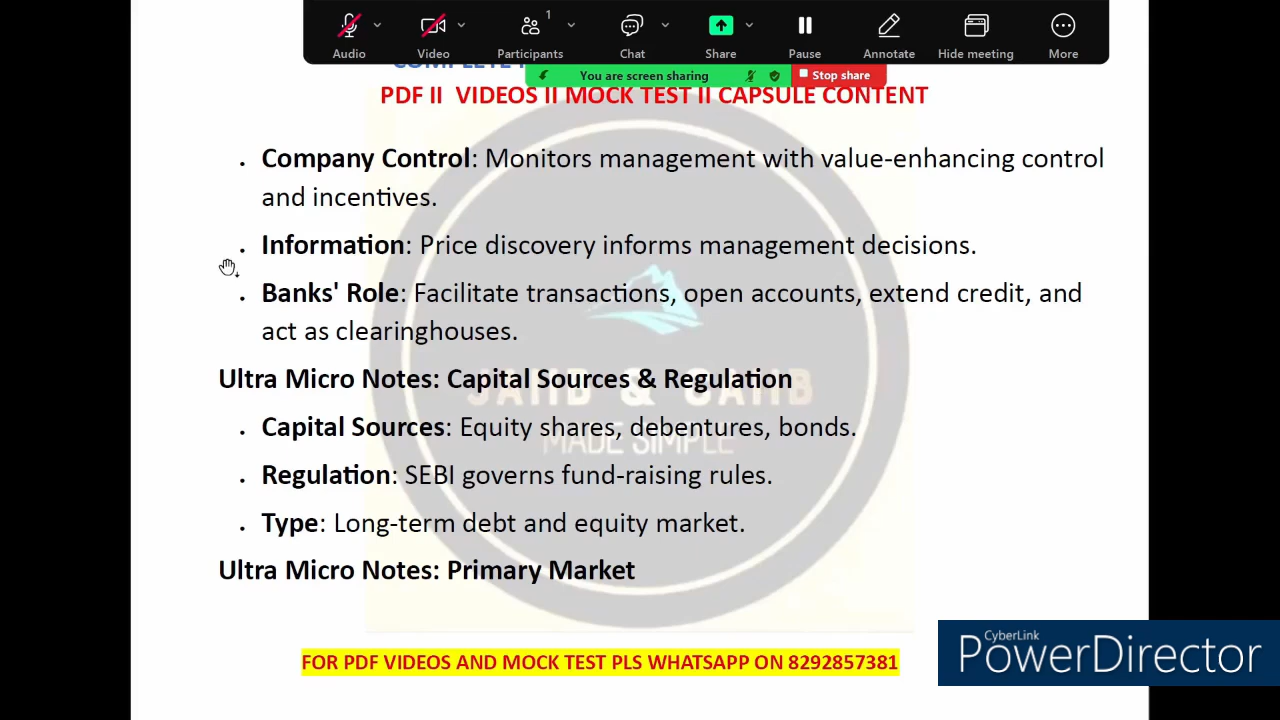 1
Audio
Video
Participants
Chat
Share
Pause
Annotate
Hide meeting
More
You are screen sharing
Stop share
PDF II VIDEOS II MOCK TEST II CAPSULE CONTENT
• Company Control: Monitors management with value-enhancing control
and incentives.
• Information: Price discovery informs management decisions.
• Banks' Role: Facilitate transactions, open accounts, extend credit, and
act as clearinghouses.
Ultra Micro Notes: Capital Sources & Regulation
JAIIB & CAIIB
• Capital Sources: Equity shares, debentures, bonds.
MADE SIMPLE
• Regulation: SEBI governs fund-raising rules.
• Type: Long-term debt and equity market.
Ultra Micro Notes: Primary Market
FOR PDF VIDEOS AND MOCK TEST PLS WHATSAPP ON 8292857381
CyberLink
PowerDirector